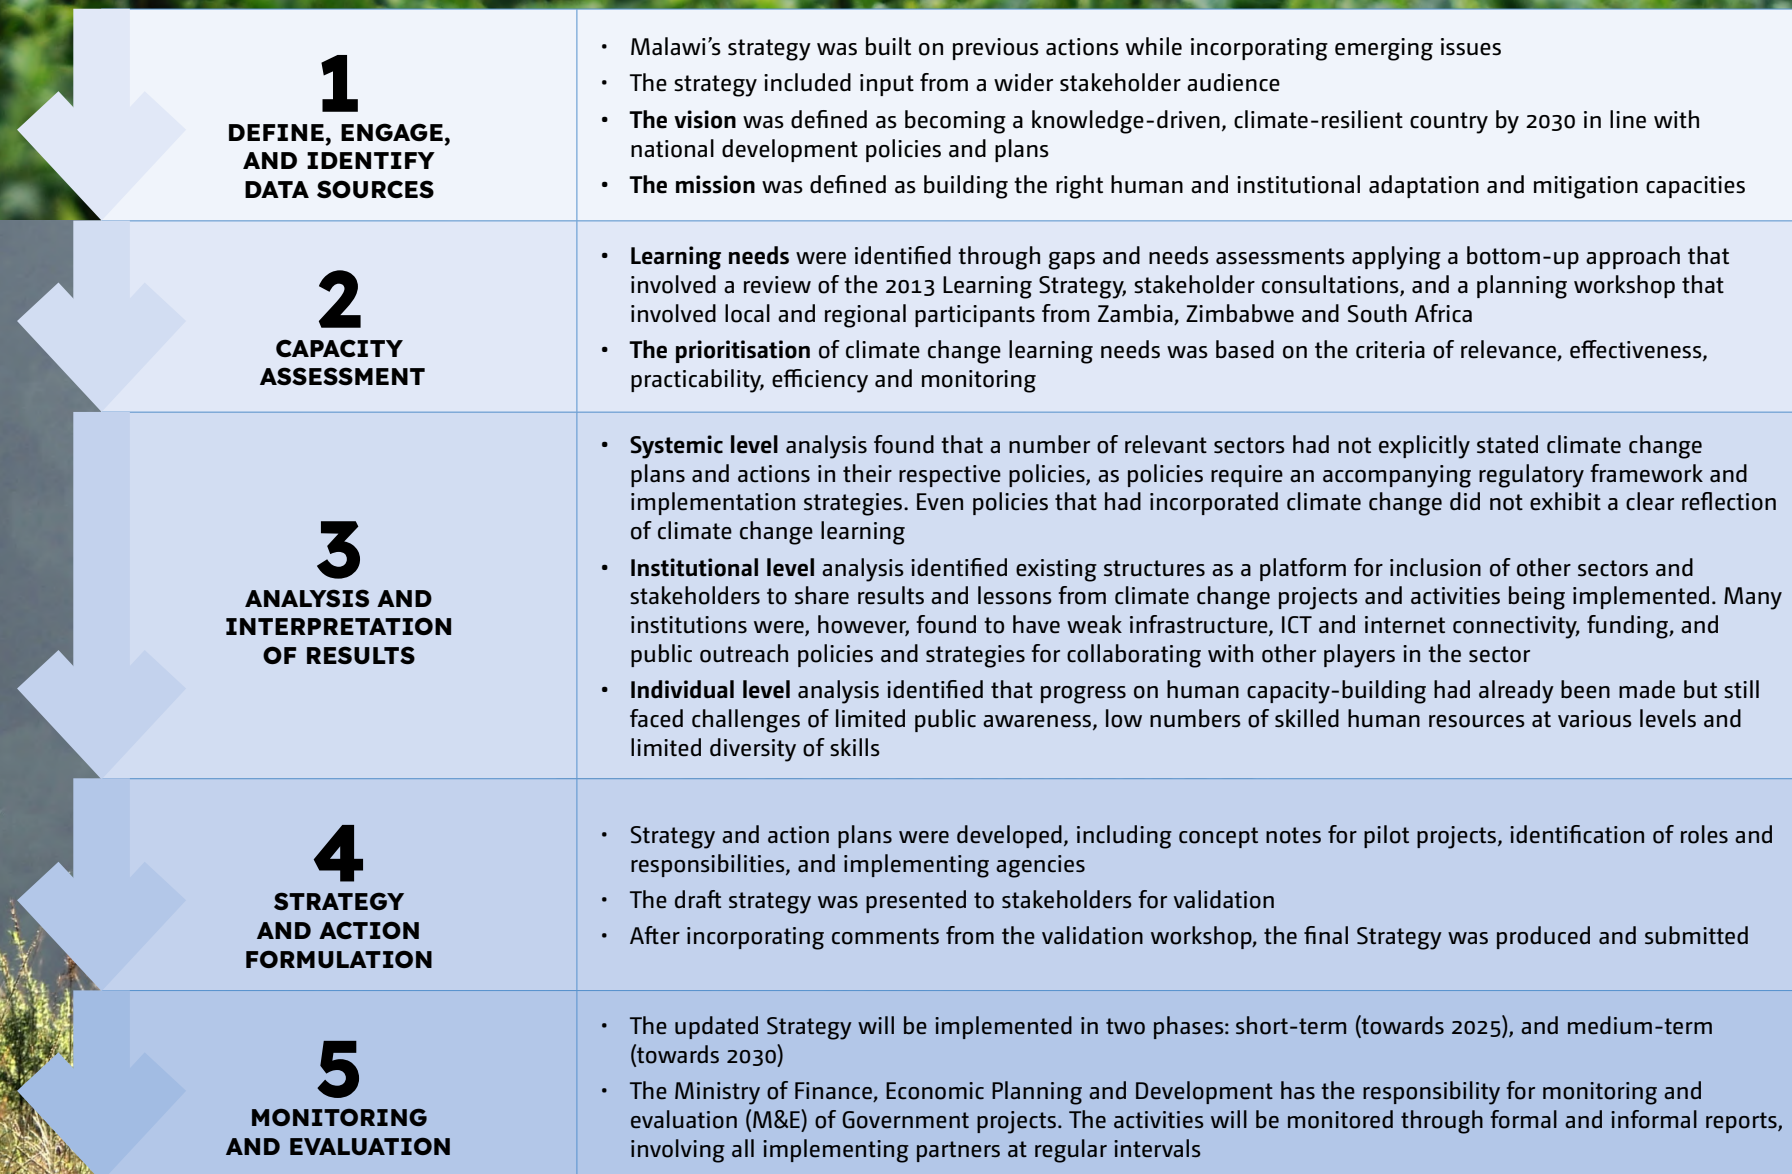 1
DEFINE, ENGAGE,
AND IDENTIFY
DATA SOURCES
• Malawi’s strategy was built on previous actions while incorporating emerging issues
• The strategy included input from a wider stakeholder audience
• The vision was defined as becoming a knowledge-driven, climate-resilient country by 2030 in line with
national development policies and plans
• The mission was defined as building the right human and institutional adaptation and mitigation capacities
2
CAPACITY
ASSESSMENT
• Learning needs were identified through gaps and needs assessments applying a bottom-up approach that
involved a review of the 2013 Learning Strategy, stakeholder consultations, and a planning workshop that
involved local and regional participants from Zambia, Zimbabwe and South Africa
• The prioritisation of climate change learning needs was based on the criteria of relevance, effectiveness,
practicability, efficiency and monitoring
3
ANALYSIS AND
INTERPRETATION
OF RESULTS
• Systemic level analysis found that a number of relevant sectors had not explicitly stated climate change
plans and actions in their respective policies, as policies require an accompanying regulatory framework and
implementation strategies. Even policies that had incorporated climate change did not exhibit a clear reflection
of climate change learning
• Institutional level analysis identified existing structures as a platform for inclusion of other sectors and
stakeholders to share results and lessons from climate change projects and activities being implemented. Many
institutions were, however, found to have weak infrastructure, ICT and internet connectivity, funding, and
public outreach policies and strategies for collaborating with other players in the sector
• Individual level analysis identified that progress on human capacity-building had already been made but still
faced challenges of limited public awareness, low numbers of skilled human resources at various levels and
limited diversity of skills
4
STRATEGY
AND ACTION
FORMULATION
• Strategy and action plans were developed, including concept notes for pilot projects, identification of roles and
responsibilities, and implementing agencies
• The draft strategy was presented to stakeholders for validation
• After incorporating comments from the validation workshop, the final Strategy was produced and submitted
5
MONITORING
AND EVALUATION
• The updated Strategy will be implemented in two phases: short-term (towards 2025), and medium-term
(towards 2030)
• The Ministry of Finance, Economic Planning and Development has the responsibility for monitoring and
evaluation (M&E) of Government projects. The activities will be monitored through formal and informal reports,
involving all implementing partners at regular intervals